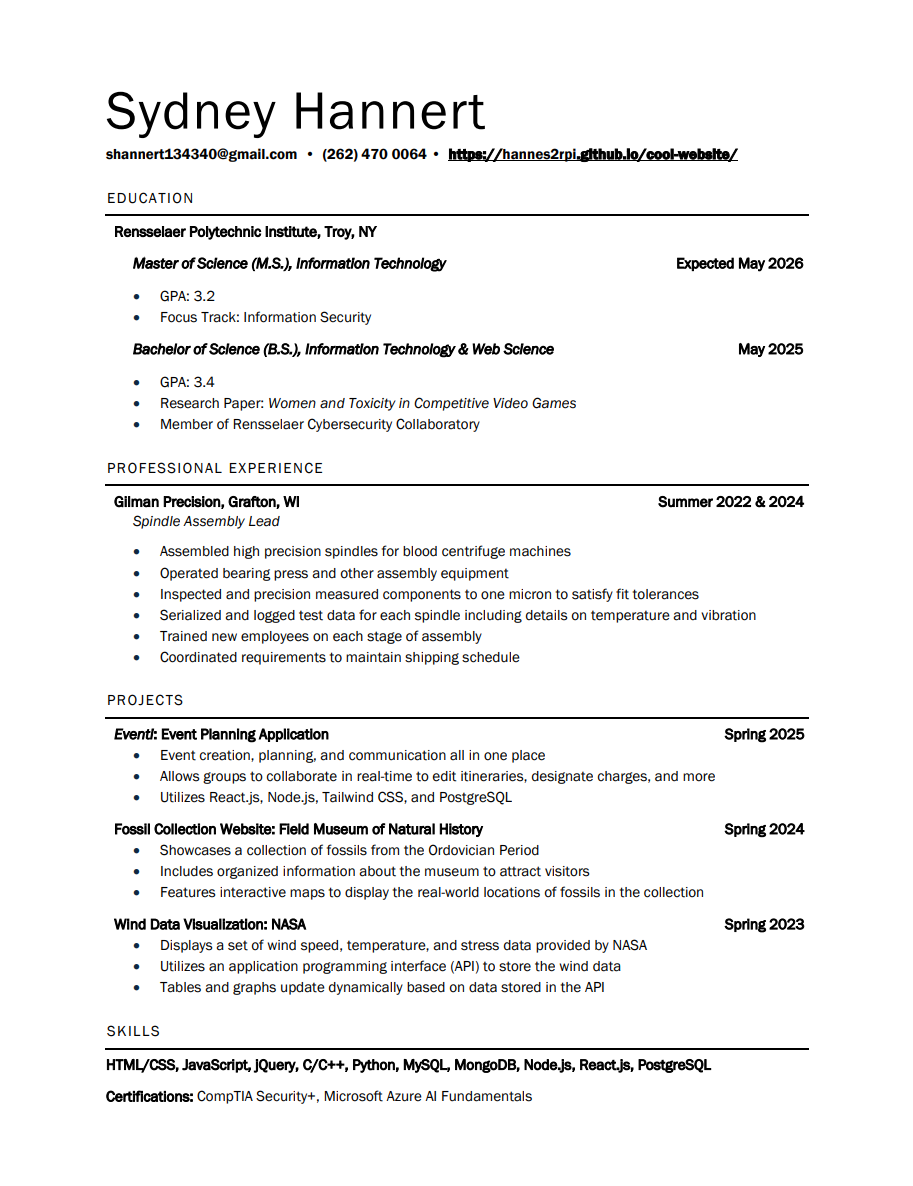 Sydney Hannert
shannert134340@gmail.com • (262) 470 0064 • https://hannes2rpi.github.io/cool-website/
EDUCATION
Rensselaer Polytechnic Institute, Troy, NY
Master of Science (M.S.), Information Technology Expected May 2026
• GPA: 3.2
• Focus Track: Information Security
Bachelor of Science (B.S.), Information Technology & Web Science May 2025
• GPA: 3.4
• Research Paper: Women and Toxicity in Competitive Video Games
• Member of Rensselaer Cybersecurity Collaboratory
PROFESSIONAL EXPERIENCE
Gilman Precision, Grafton, WI Summer 2022 & 2024
Spindle Assembly Lead
• Assembled high precision spindles for blood centrifuge machines
• Operated bearing press and other assembly equipment
• Inspected and precision measured components to one micron to satisfy fit tolerances
• Serialized and logged test data for each spindle including details on temperature and vibration
• Trained new employees on each stage of assembly
• Coordinated requirements to maintain shipping schedule
PROJECTS
Event!: Event Planning Application Spring 2025
• Event creation, planning, and communication all in one place
• Allows groups to collaborate in real-time to edit itineraries, designate charges, and more
• Utilizes React.js, Node.js, Tailwind CSS, and PostgreSQL
Fossil Collection Website: Field Museum of Natural History Spring 2024
• Showcases a collection of fossils from the Ordovician Period
• Includes organized information about the museum to attract visitors
• Features interactive maps to display the real-world locations of fossils in the collection
Wind Data Visualization: NASA Spring 2023
• Displays a set of wind speed, temperature, and stress data provided by NASA
• Utilizes an application programming interface (API) to store the wind data
• Tables and graphs update dynamically based on data stored in the API
SKILLS
HTML/CSS, JavaScript, jQuery, C/C++, Python, MySQL, MongoDB, Node.js, React.js, PostgreSQL
Certifications: CompTIA Security+, Microsoft Azure AI Fundamentals